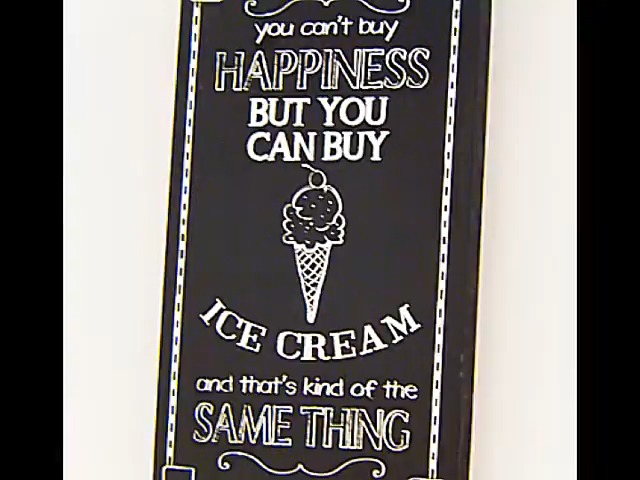 you can't buy
HAPPINESS
BUT YOU
CAN BUY
ICE CREAM
and that's kind of the
SAME THING